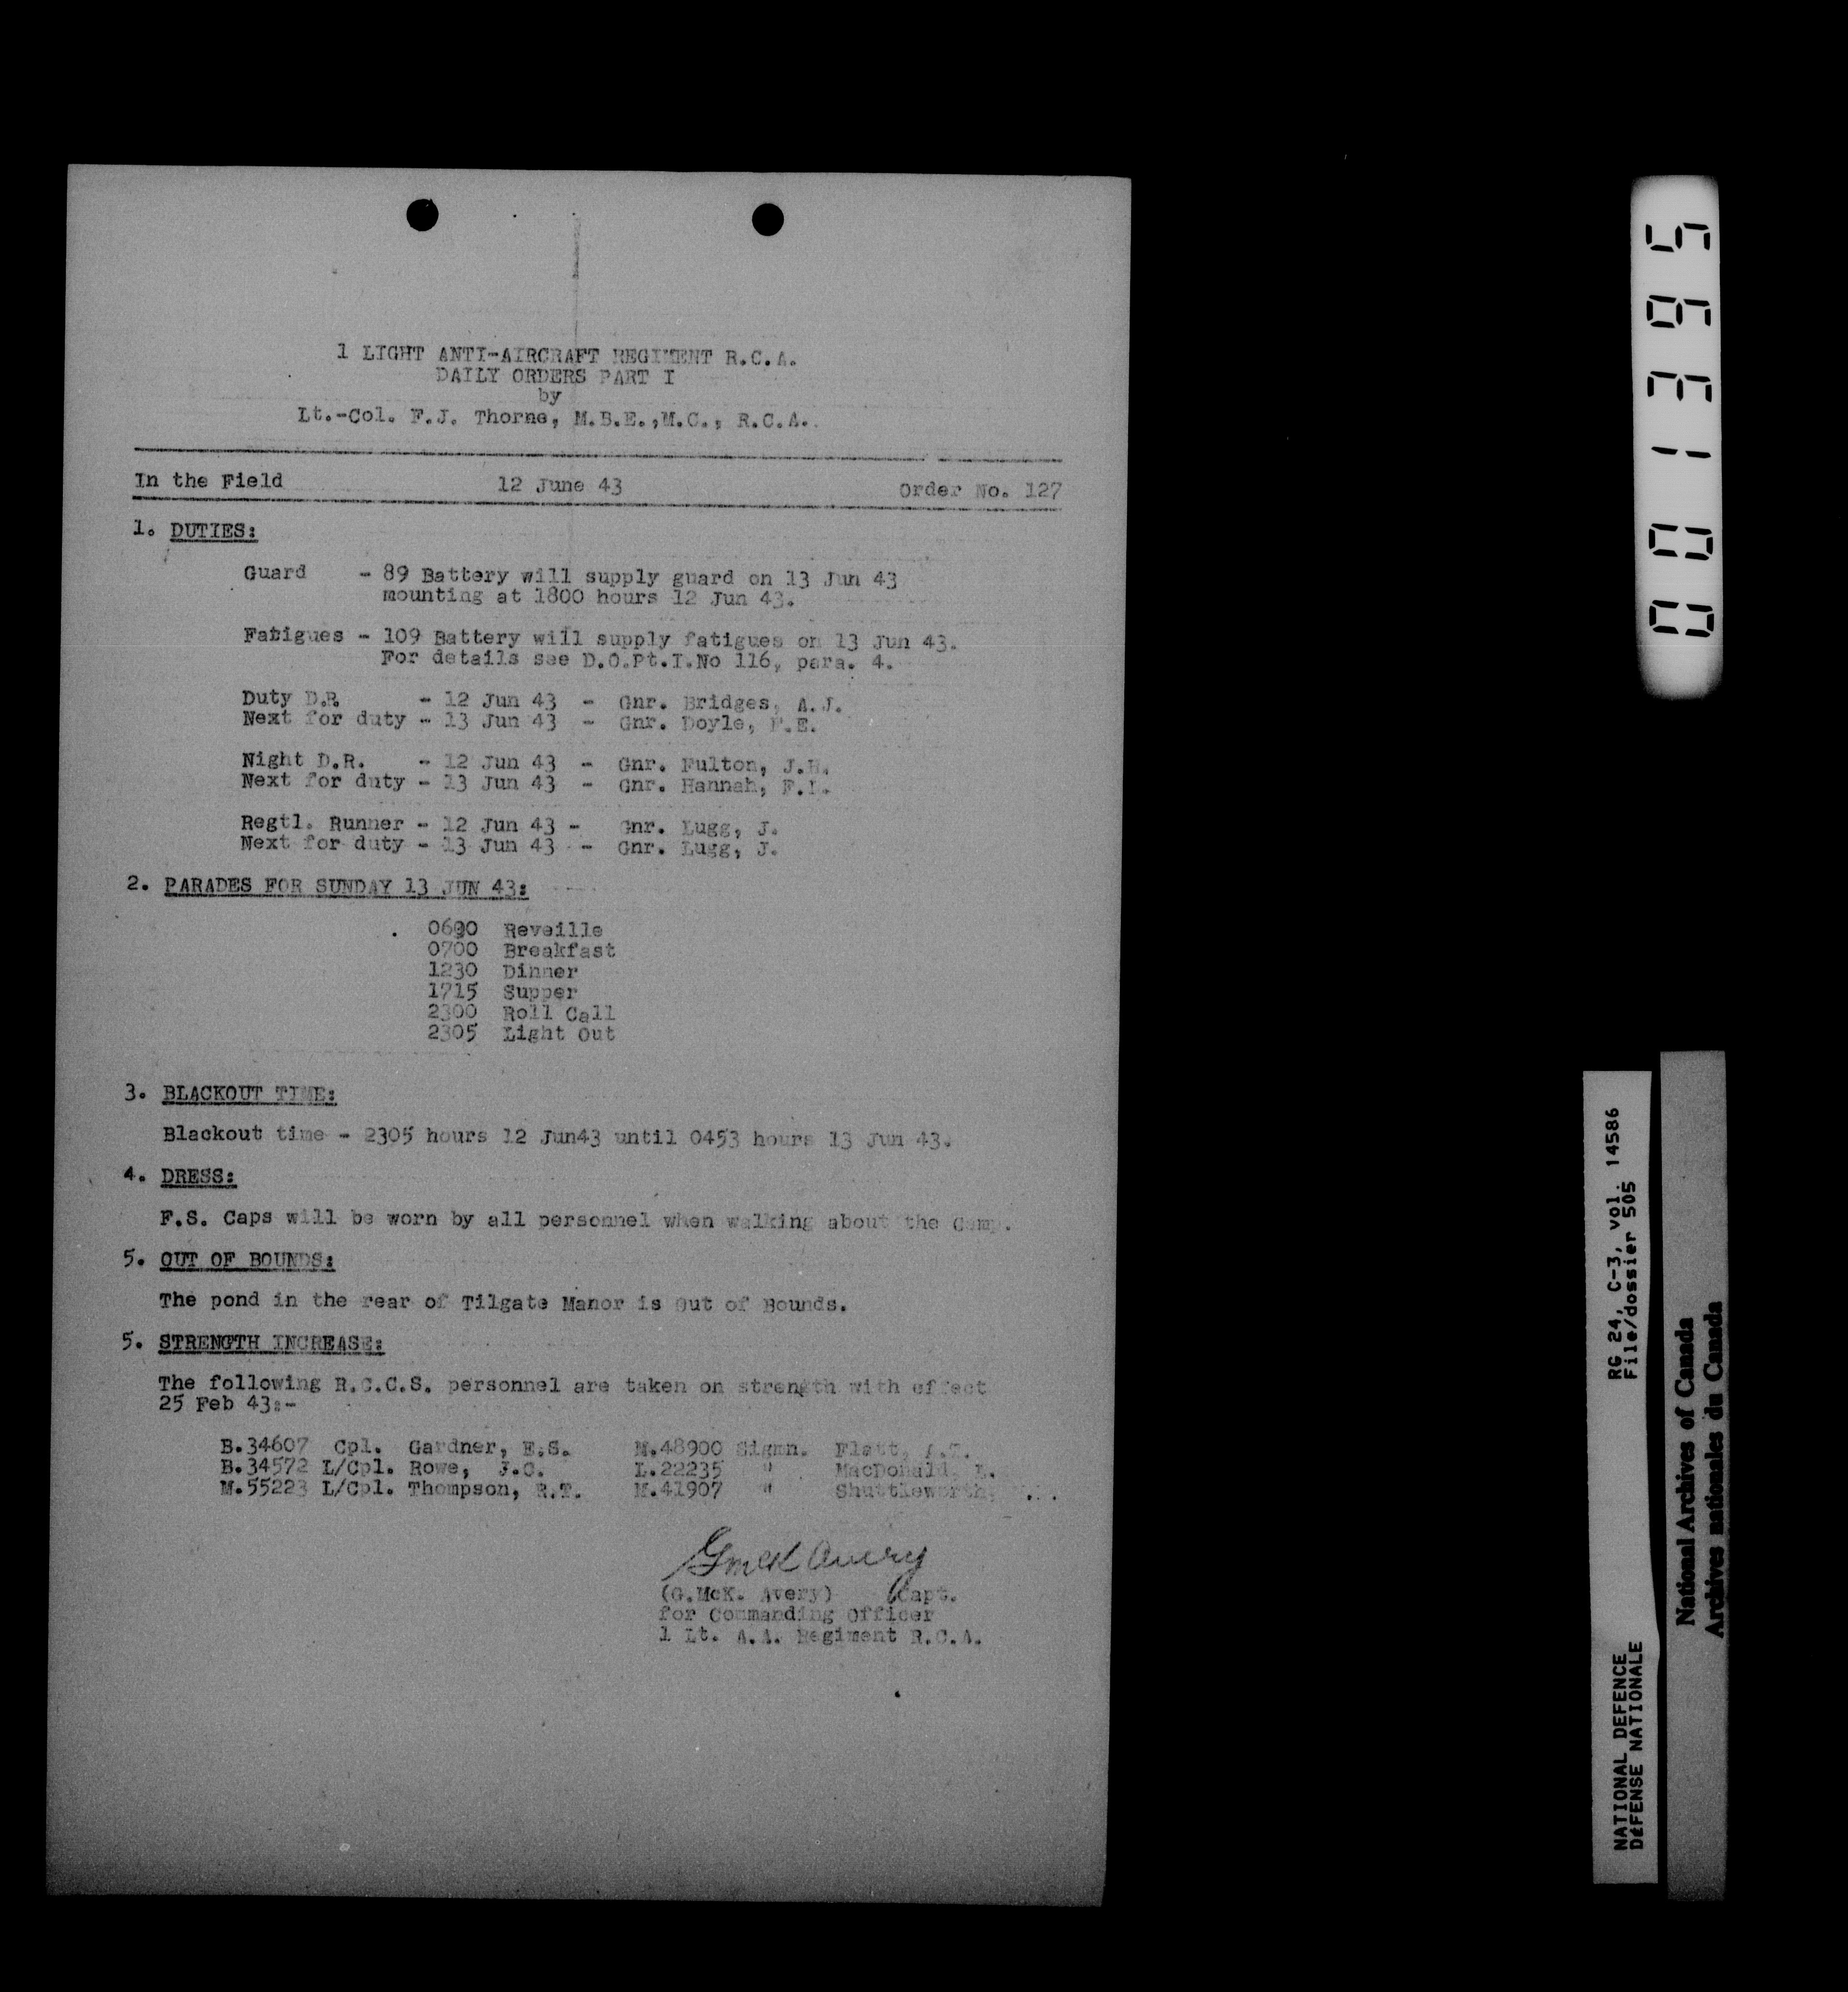 1 LIGHT ANTI-AIRCRAFT REGIMENT R.C.A.
DAILY ORDERS PART I
by
Lt.-Col. F.J. Thorne, M.B.E.,M.C., R.C.A.
In the Field 12 June 43 Order No. 127
1. DUTIES:
Guard - 89 Battery will supply guard on 13 Jun 43
mounting at 1800 hours 12 Jun 43.
Fatigues - 109 Battery will supply fatigues on 13 Jun 43.
For details see D.O.Pt.I.No 116, para. 4.
Duty D.R. - 12 Jun 43 - Gnr. Bridges, A.J.
Next for duty - 13 Jun 43 - Gnr. Doyle, F.E.
Night D.R. - 12 Jun 43 - Gnr. Fulton, J.H.
Next for duty - 13 Jun 43 - Gnr. Hannah, F.I.
Regtl. Runner - 12 Jun 43 - Gnr. Lugg, J.
Next for duty - 13 Jun 43 - Gnr. Lugg, J.
2. PARADES FOR SUNDAY 13 JUN 43:
0600 Reveille
0700 Breakfast
1230 Dinner
1715 Supper
2300 Roll Call
2305 Light Out
3. BLACKOUT TIME:
Blackout time - 2305 hours 12 Jun43 until 0453 hours 13 Jun 43.
4. DRESS:
F.S. Caps will be worn by all personnel when walking about the Camp.
5. OUT OF BOUNDS:
The pond in the rear of Tilgate Manor is Out of Bounds.
5. STRENGTH INCREASE:
The following R.C.C.S. personnel are taken on strength with effect
25 Feb 43:-
B.34607 Cpl. Gardner, E.S. M.48900 Sigmn. Flatt,
B.34572 L/Cpl. Rowe, J.C. L.22235 " MacDonald,
M.55223 L/Cpl. Thompson, R.T. M.41907 " Shuttleworth,
GMcK Avery
(G.McK. Avery) Capt.
for Commanding Officer
1 Lt. A.A. Regiment R.C.A.
001395
RG 24, C-3, vol. 14586
File/dossier 505
NATIONAL DEFENCE
DÉFENSE NATIONALE
National Archives of Canada
Archives nationales du Canada